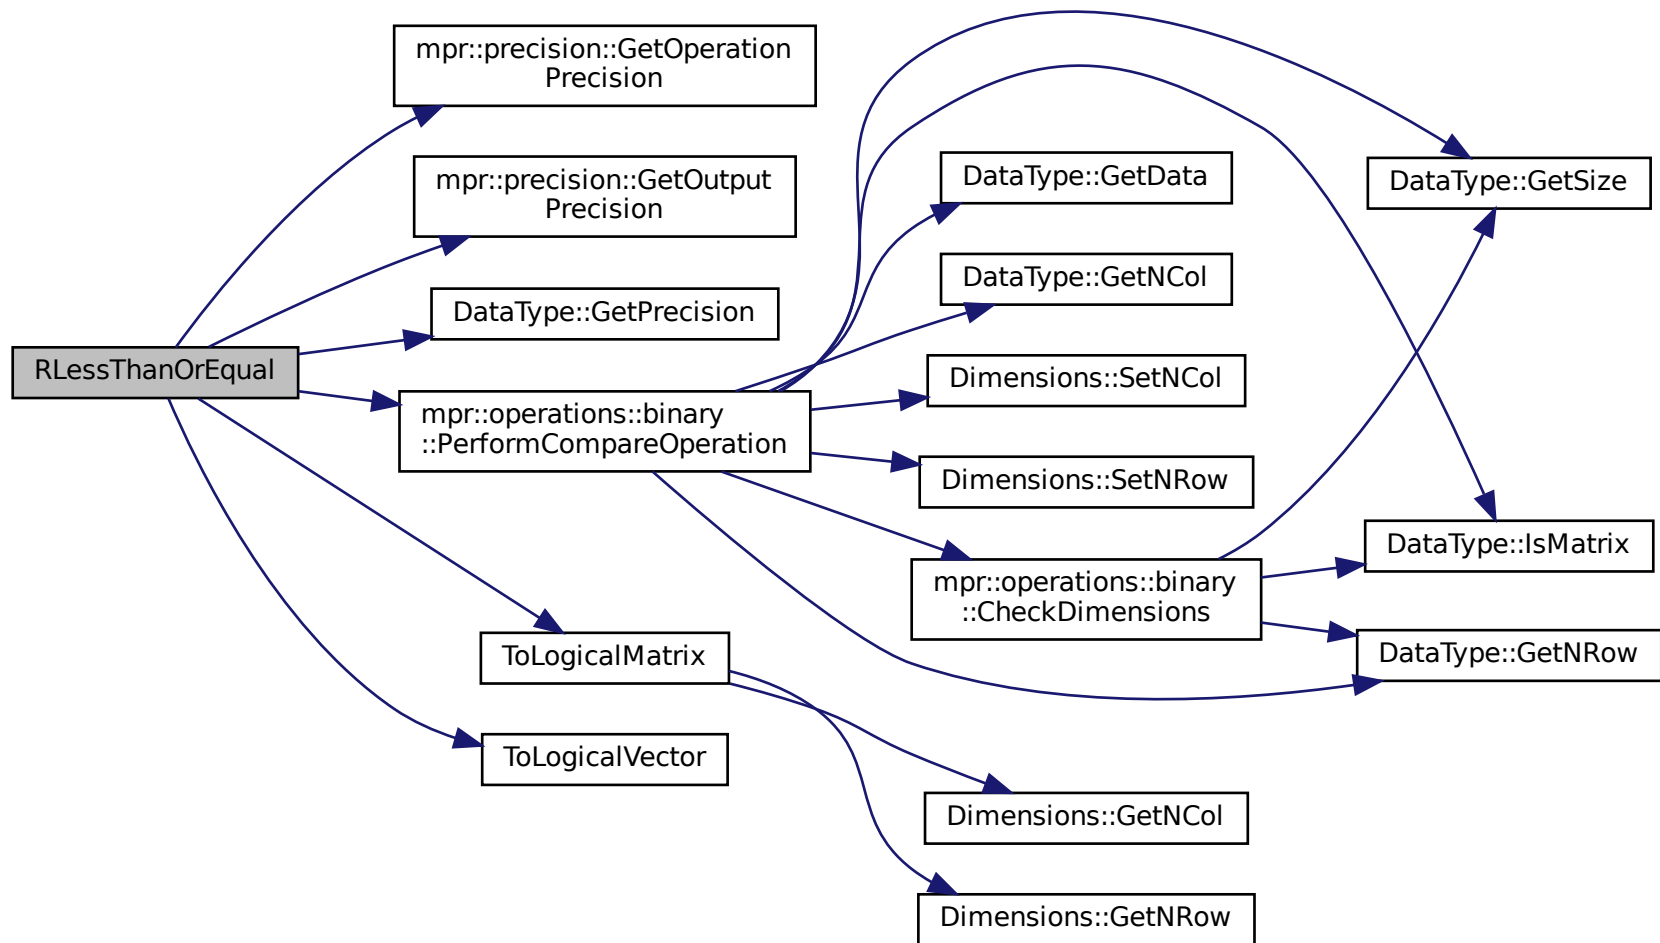 mpr::precision::GetOperation
Precision
mpr::precision::GetOutput
Precision
DataType::GetPrecision
RLessThanOrEqual
mpr::operations::binary
::PerformCompareOperation
ToLogicalMatrix
ToLogicalVector
DataType::GetData
DataType::GetNCol
Dimensions::SetNCol
Dimensions::SetNRow
mpr::operations::binary
::CheckDimensions
Dimensions::GetNCol
Dimensions::GetNRow
DataType::GetSize
DataType::IsMatrix
DataType::GetNRow